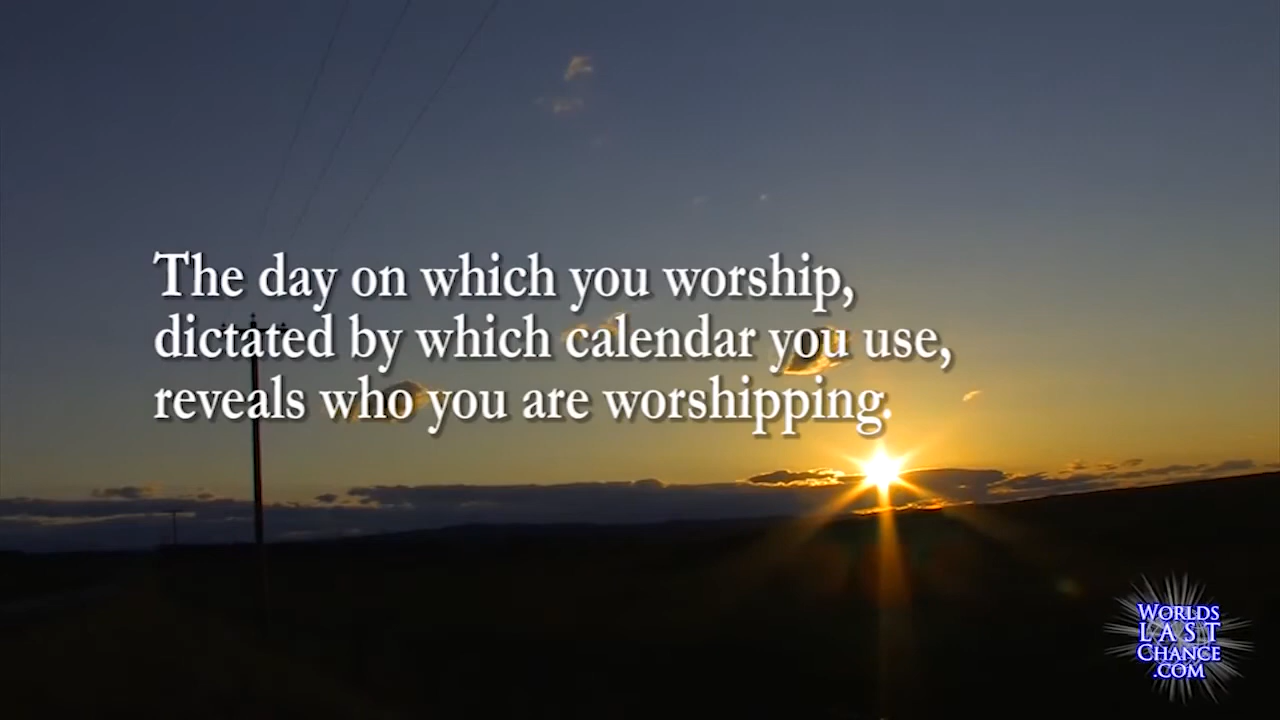 The day on which you worship,
dictated by which calendar you use,
reveals who you are worshipping.
WORLDS
LAST
CHANCE
.COM